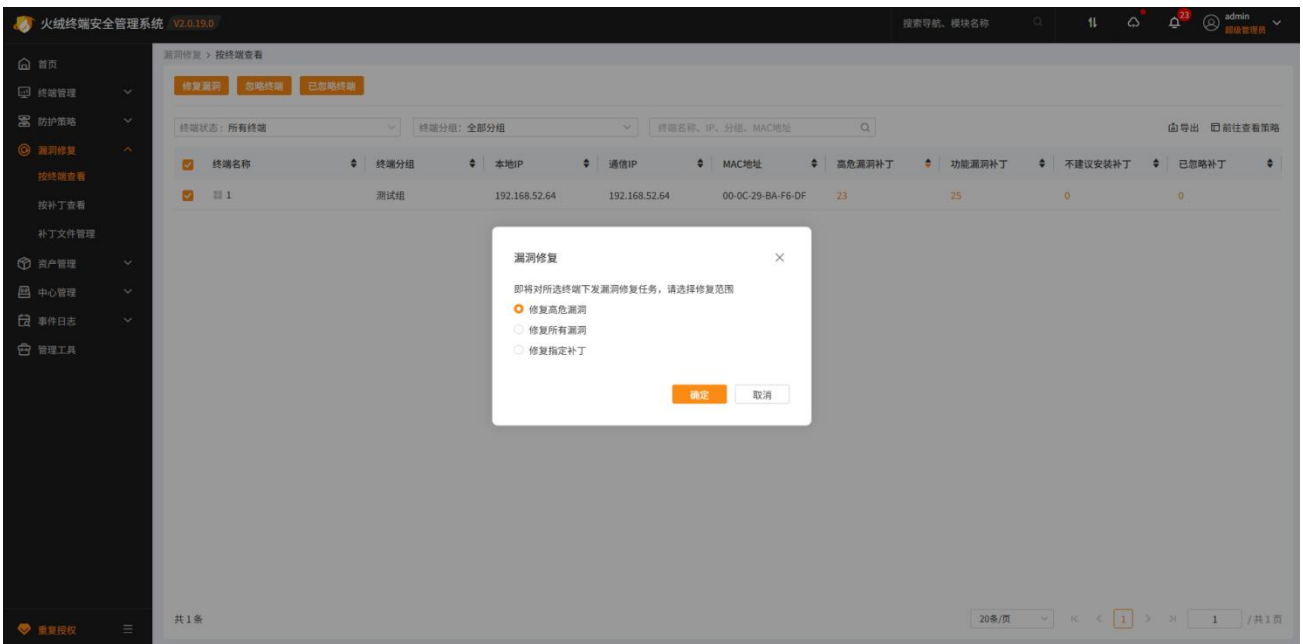 火绒终端安全管理系统 V2.0.19.0
搜索导航、模块名称
23
admin
超级管理员
首页
终端管理
防护策略
漏洞修复
按终端查看
按补丁查看
补丁文件管理
资产管理
中心管理
事件日志
管理工具
重复授权
漏洞修复 > 按终端查看
修复漏洞 忽略终端 已忽略终端
终端状态: 所有终端 终端分组: 全部分组 终端名称、IP、分组、MAC地址 导出 前往查看策略
终端名称 终端分组 本地IP 通信IP MAC地址 高危漏洞补丁 功能漏洞补丁 不建议安装补丁 已忽略补丁
1 测试组 192.168.52.64 192.168.52.64 00-0C-29-BA-F6-DF 23 25 0 0
漏洞修复
即将对所选终端下发漏洞修复任务，请选择修复范围
修复高危漏洞
修复所有漏洞
修复指定补丁
确定 取消
共 1 条 20条/页 1 1 / 共 1 页